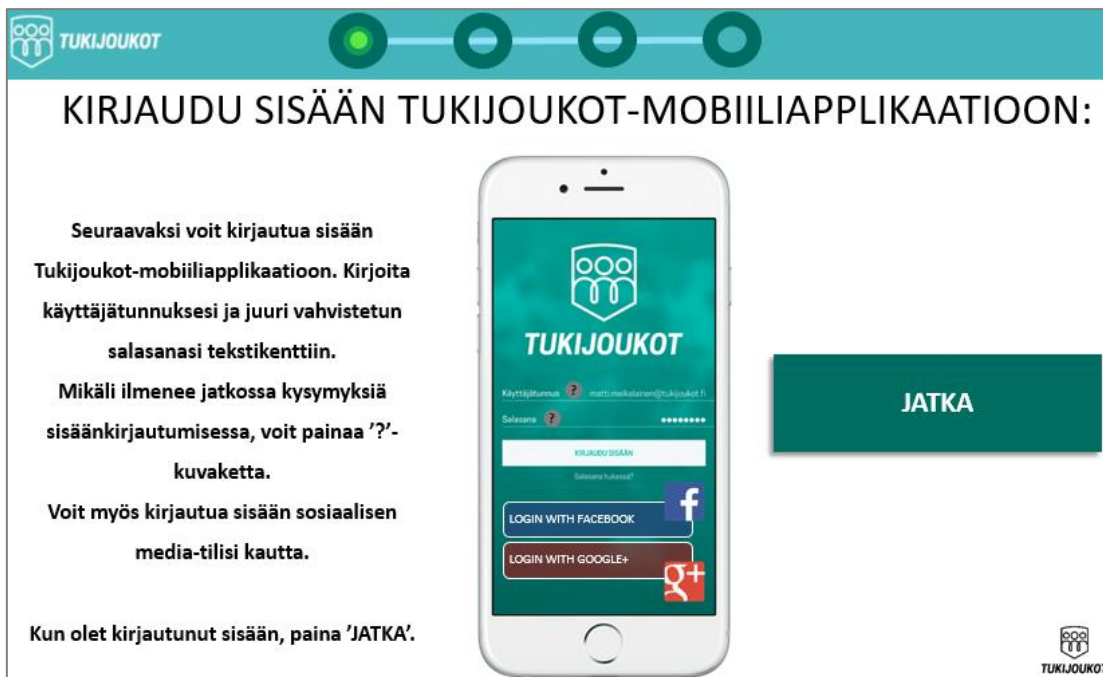 TUKIJOUKOT
KIRJAUDU SISÄÄN TUKIJOUKOT-MOBIILIAPPLIKAATIOON:
Seuraavaksi voit kirjautua sisään
Tukijoukot-mobiiliapplikaatioon. Kirjoita
käyttäjätunnuksesi ja juuri vahvistetun
salasanasi tekstikenttiin.
Mikäli ilmenee jatkossa kysymyksiä
sisäänkirjautumisessa, voit painaa ’?’-
kuvaketta.
Voit myös kirjautua sisään sosiaalisen
media-tilisi kautta.
Kun olet kirjautunut sisään, paina ’JATKA’.
TUKIJOUKOT
Käyttäjätunnus ? matti.meikalainen@tukijoukot.fi
Salasana ? ••••••••
KIRJAUDU SISÄÄN
Salasana hukassa?
LOGIN WITH FACEBOOK f
LOGIN WITH GOOGLE+ g+
JATKA
TUKIJOUKOT